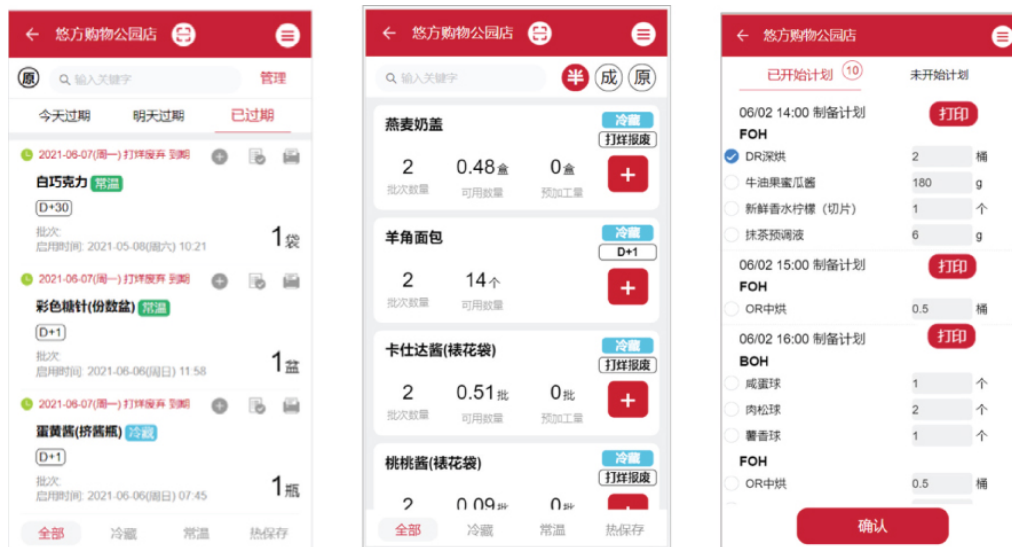 悠方购物公园店
原
输入关键字
管理
今天过期 明天过期 已过期
2021-06-07(周一) 打烊废弃 到期
白巧克力 常温
D+30
批次:
启用时间: 2021-05-08(周六) 10:21
1袋
2021-06-07(周一) 打烊废弃 到期
彩色糖针(份数盆) 常温
D+1
批次:
启用时间: 2021-06-06(周日) 11:58
1盆
2021-06-07(周一) 打烊废弃 到期
蛋黄酱(挤酱瓶) 冷藏
D+1
批次:
启用时间: 2021-06-06(周日) 07:45
1瓶
全部 冷藏 常温 热保存
悠方购物公园店
输入关键字
半 成 原
燕麦奶盖
冷藏
打烊报废
2 0.48盒 0盒
批次数量 可用数量 预加工量
羊角面包
冷藏
D+1
2 14个
批次数量 可用数量
卡仕达酱(裱花袋)
冷藏
打烊报废
2 0.51批 0批
批次数量 可用数量 预加工量
桃桃酱(裱花袋)
冷藏
打烊报废
2 0.09批 0批
全部 冷藏 常温 热保存
悠方购物公园店
已开始计划 10 未开始计划
06/02 14:00 制备计划 打印
FOH
DR深烘 2 桶
牛油果蜜瓜酱 180 g
新鲜香水柠檬（切片） 1 个
抹茶预调液 6 g
06/02 15:00 制备计划 打印
FOH
OR中烘 0.5 桶
06/02 16:00 制备计划 打印
BOH
咸蛋球 1 个
肉松球 2 个
薯香球 1 个
FOH
OR中烘 0.5 桶
确认